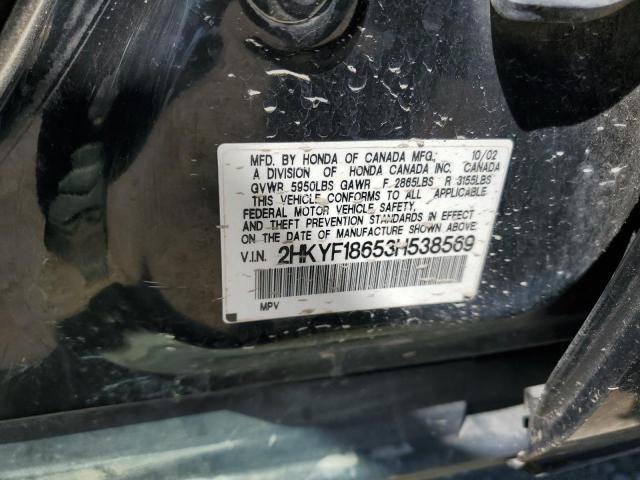 MFD. BY HONDA OF CANADA MFG., 10/02
A DIVISION OF HONDA CANADA INC. CANADA
GVWR 5950LBS GAWR F 2865LBS R 3155LBS
THIS VEHICLE CONFORMS TO ALL APPLICABLE
FEDERAL MOTOR VEHICLE SAFETY,
AND THEFT PREVENTION STANDARDS IN EFFECT
ON THE DATE OF MANUFACTURE SHOWN ABOVE.
V.I.N. 2HKYF18653H538569
MPV